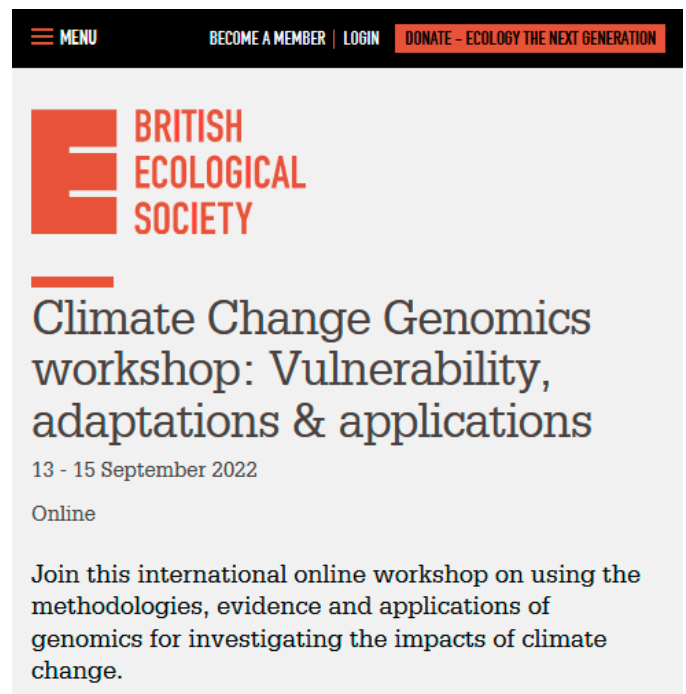 MENU BECOME A MEMBER | LOGIN DONATE – ECOLOGY THE NEXT GENERATION
BRITISH
ECOLOGICAL
SOCIETY
Climate Change Genomics
workshop: Vulnerability,
adaptations & applications
13 - 15 September 2022
Online
Join this international online workshop on using the
methodologies, evidence and applications of
genomics for investigating the impacts of climate
change.